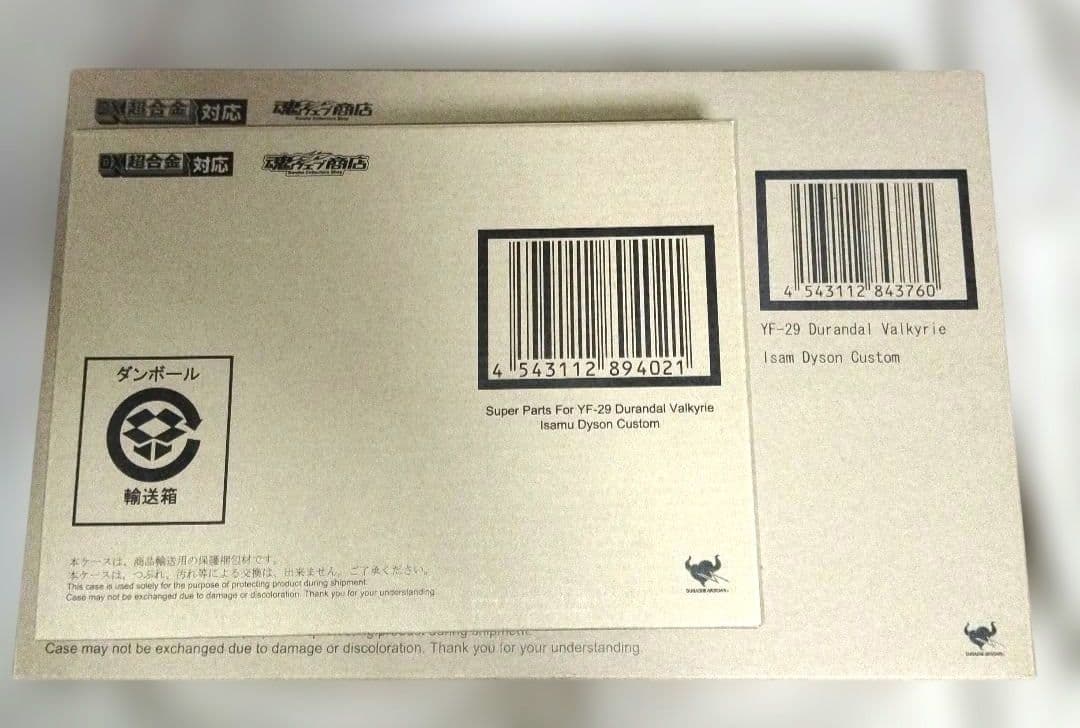 DX超合金 対応 魂ウェブ商店
DX超合金 対応 魂ウェブ商店
Collectors Shop
4 543112 843760
YF-29 Durandal Valkyrie
Isam Dyson Custom
4 543112 894021
Super Parts For YF-29 Durandal Valkyrie
Isamu Dyson Custom
ダンボール
輸送箱
本ケースは、商品輸送用の保護梱包材です。
本ケースは、つぶれ、汚れ等による交換は、出来ません。ご了承ください。
This case is used solely for the purpose of protecting product during shipment.
Case may not be exchanged due to damage or discoloration. Thank you for your understanding.
product during shipment.
Case may not be exchanged due to damage or discoloration. Thank you for your understanding.